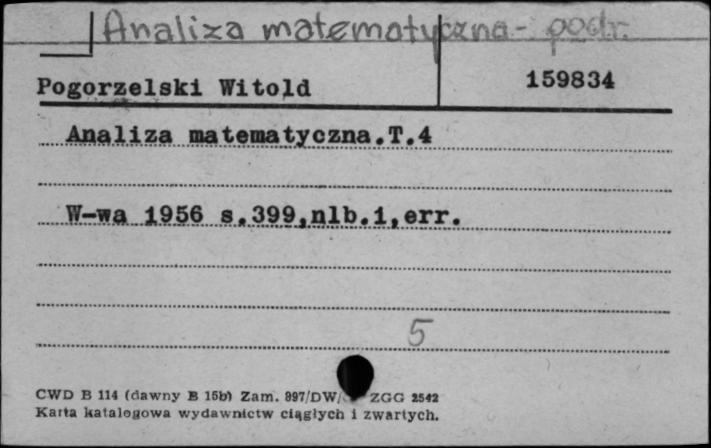 Analiza matematyczna - podr.
Pogorzelski Witold 159834
Analiza matematyczna.T.4
W-wa 1956 s.399,nlb.1,err.
5
CWD B 114 (dawny B 15b) Zam. 997/DW/ ZGG 2542
Karta katalogowa wydawnictw ciągłych i zwartych.